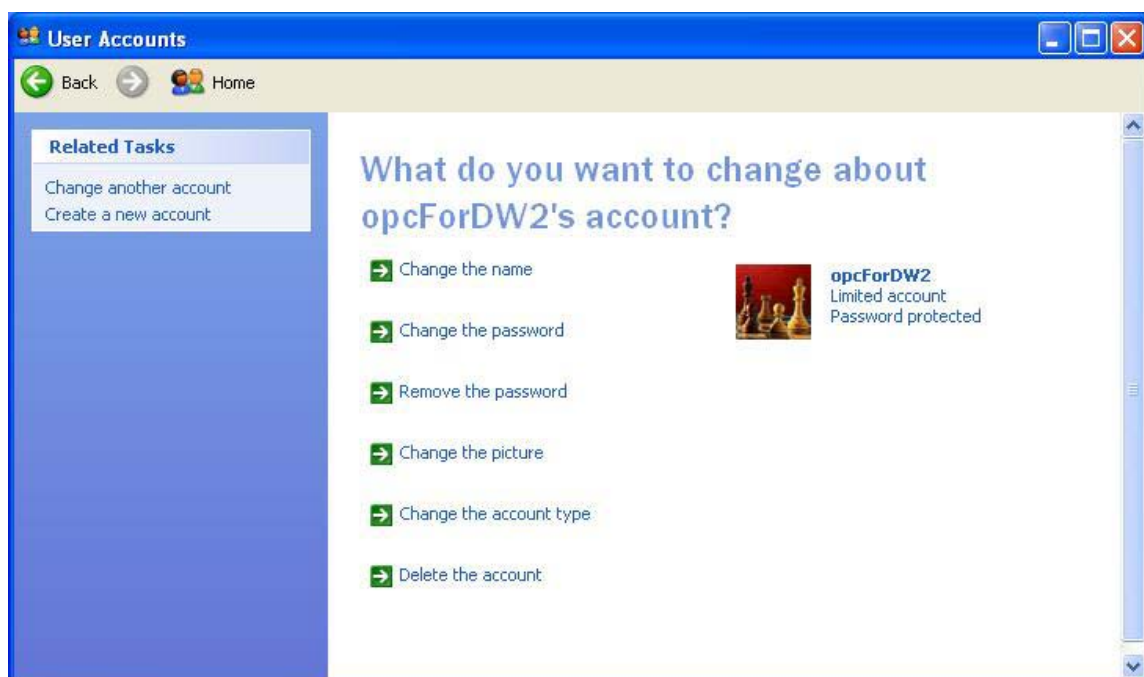 User Accounts
Back
Home
Related Tasks
Change another account
Create a new account
What do you want to change about
opcForDW2's account?
Change the name
Change the password
Remove the password
Change the picture
Change the account type
Delete the account
opcForDW2
Limited account
Password protected